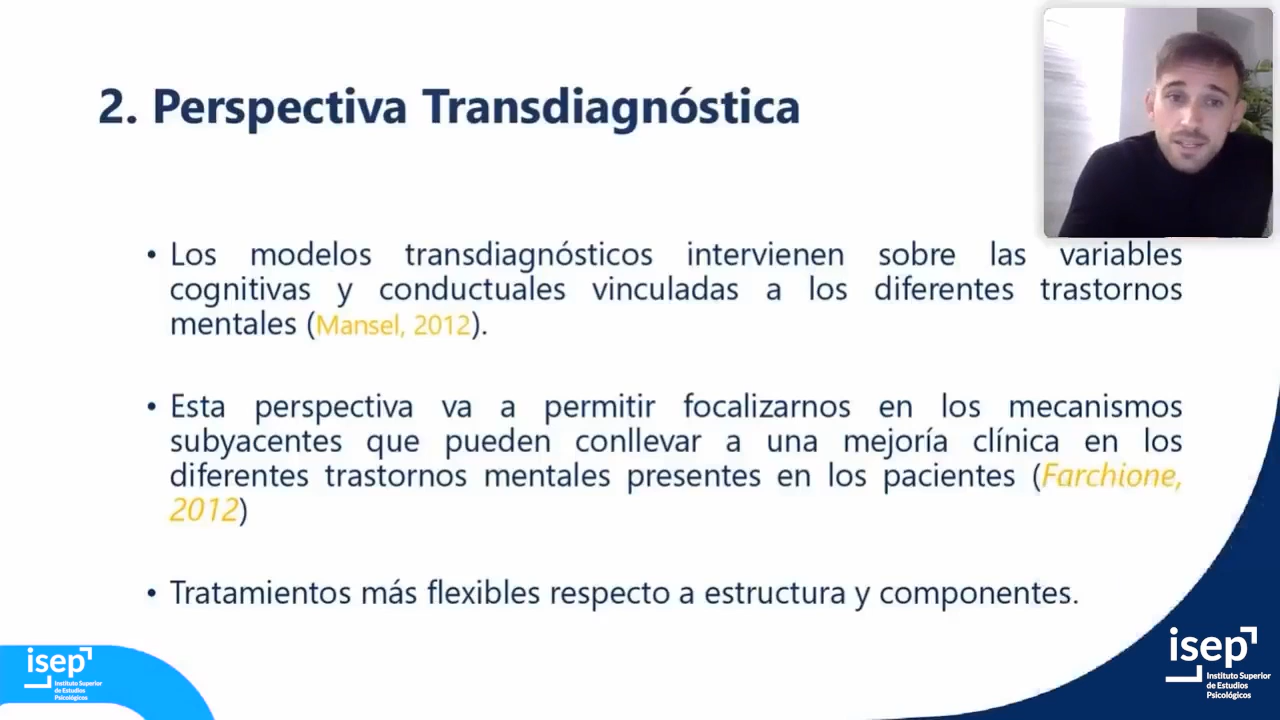 2. Perspectiva Transdiagnóstica
• Los modelos transdiagnósticos intervienen sobre las variables
cognitivas y conductuales vinculadas a los diferentes trastornos
mentales (Mansel, 2012).
• Esta perspectiva va a permitir focalizarnos en los mecanismos
subyacentes que pueden conllevar a una mejoría clínica en los
diferentes trastornos mentales presentes en los pacientes (Farchione,
2012)
• Tratamientos más flexibles respecto a estructura y componentes.
isep
Instituto Superior
de Estudios
Psicológicos
isep
Instituto Superior
de Estudios
Psicológicos